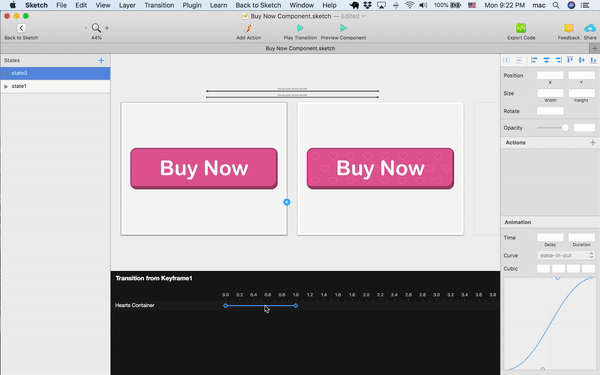 Sketch File Edit View Layer Transition Plugin Learn Back to Sketch Window Help 100% Mon 9:22 PM mac
Buy Now Component.sketch — Edited
Back to Sketch 44% Add Action Play Transition Preview Component Export Code Feedback Share
Buy Now Component.sketch
States
state0
state1
Buy Now
Buy Now
Position
X Y
Size
Width Height
Rotate
Opacity
Actions
Animation
Time
Delay Duration
Curve ease-in-out
Cubic
Transition from Keyframe1
0.0 0.2 0.4 0.6 0.8 1.0 1.2 1.4 1.6 1.8 2.0 2.2 2.4 2.6 2.8 3.0 3.2 3.4 3.6 3.8
Hearts Container